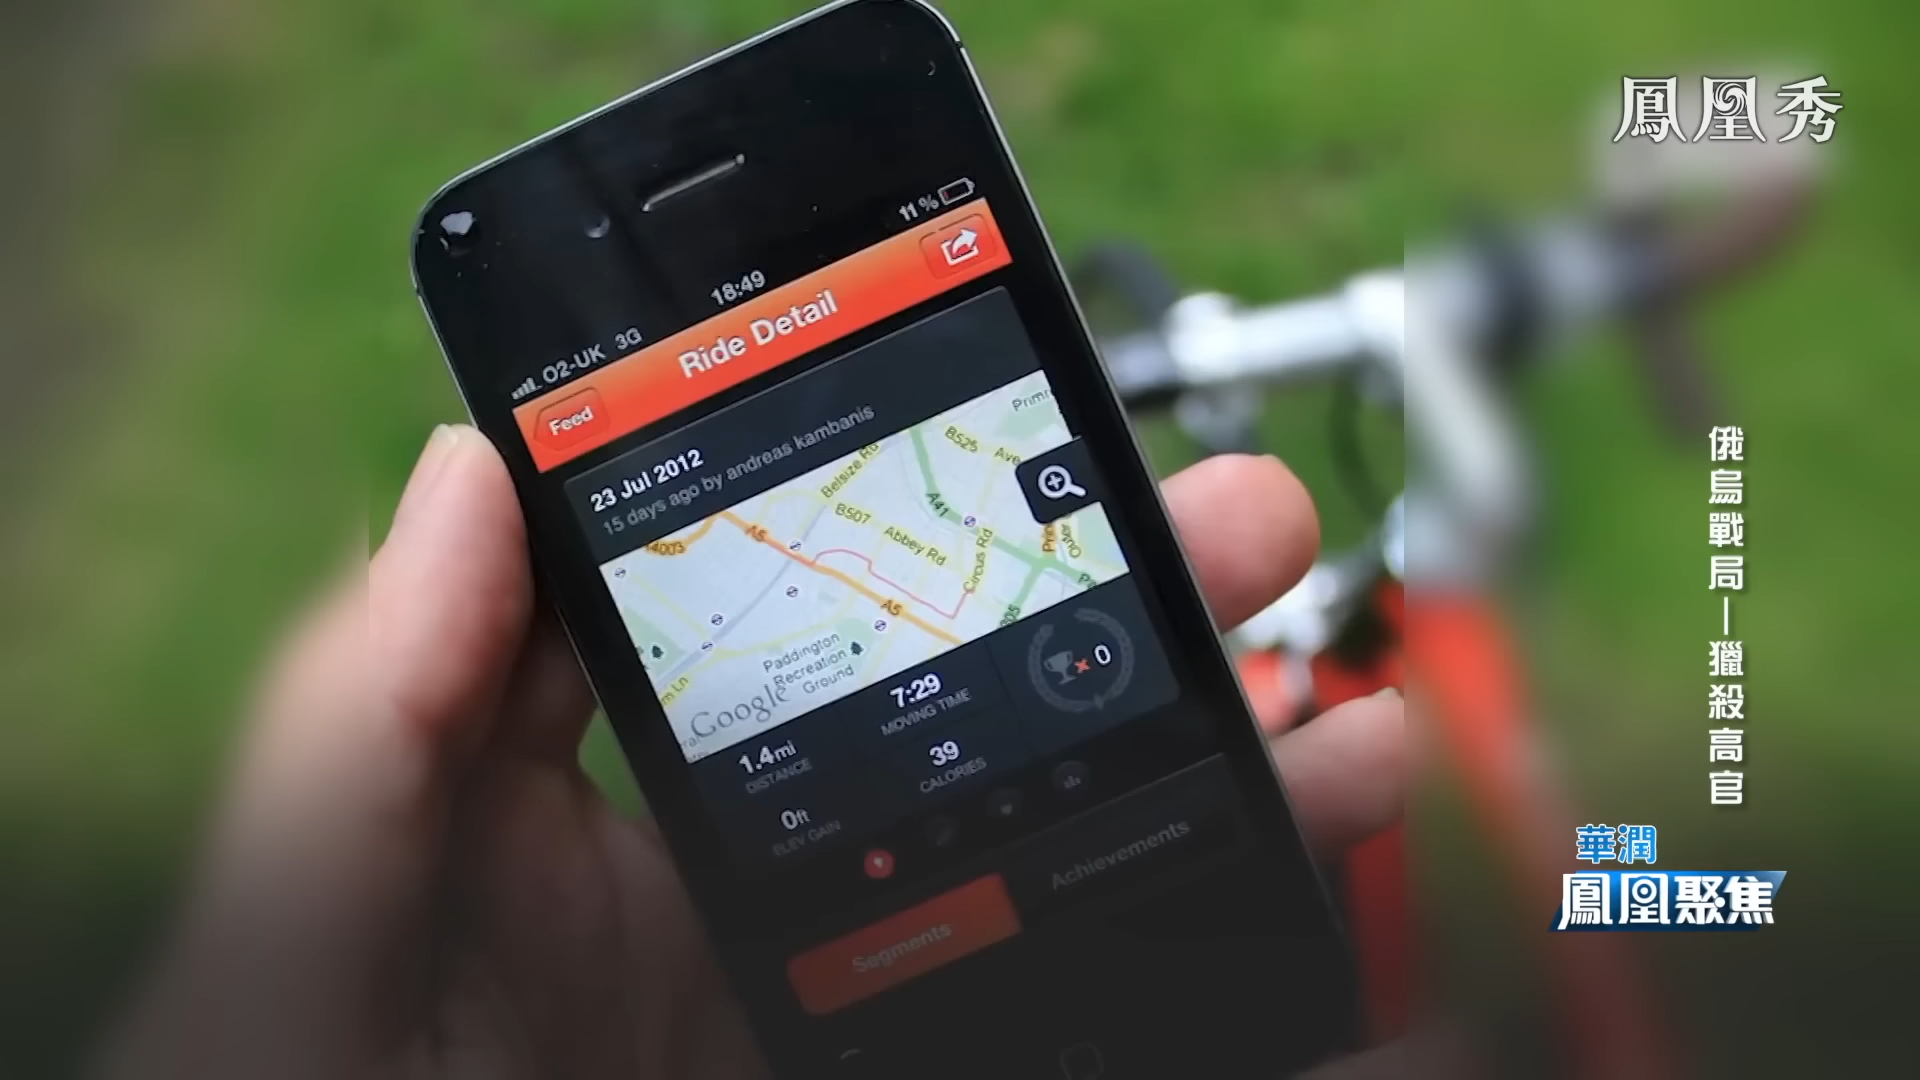 鳳凰秀
11%
18:49
O2-UK 3G
Ride Detail
Feed
23 Jul 2012
15 days ago by andreas kambanis
Belsize Rd
B525
Ave
A41
B507
Abbey Rd
A5
A4003
Circus Rd
A5
Paddington
Recreation
Ground
Google
1.4mi
DISTANCE
7:29
MOVING TIME
0
0ft
ELEV GAIN
39
CALORIES
Segments
Achievements
俄烏戰局—獵殺高官
華潤
鳳凰聚焦